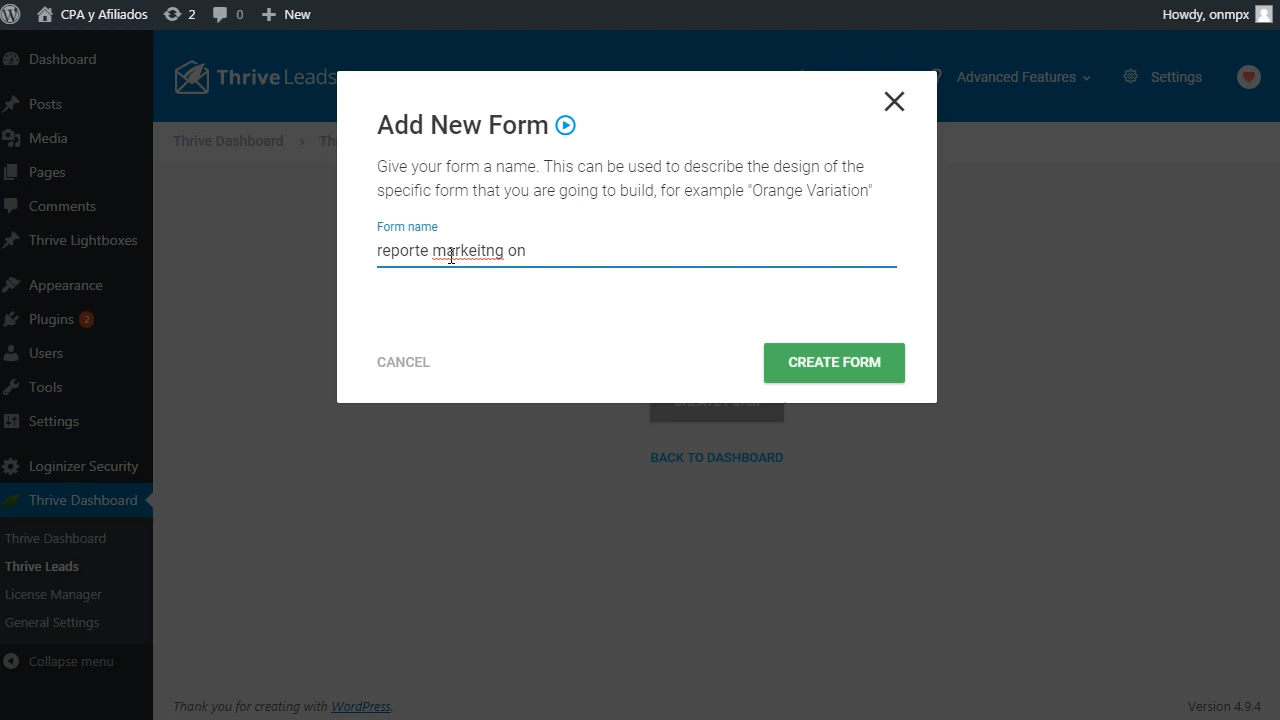 CPA y Afiliados 2 0 New Howdy, onmpx
Dashboard
Posts
Media
Pages
Comments
Thrive Lightboxes
Appearance
Plugins 2
Users
Tools
Settings
Loginizer Security
Thrive Dashboard
Thrive Dashboard
Thrive Leads
License Manager
General Settings
Collapse menu
Thrive Leads Advanced Features Settings
Thrive Dashboard > Th
Add New Form
Give your form a name. This can be used to describe the design of the
specific form that you are going to build, for example "Orange Variation"
Form name
reporte markeitng on
CANCEL CREATE FORM
BACK TO DASHBOARD
Thank you for creating with WordPress. Version 4.9.4